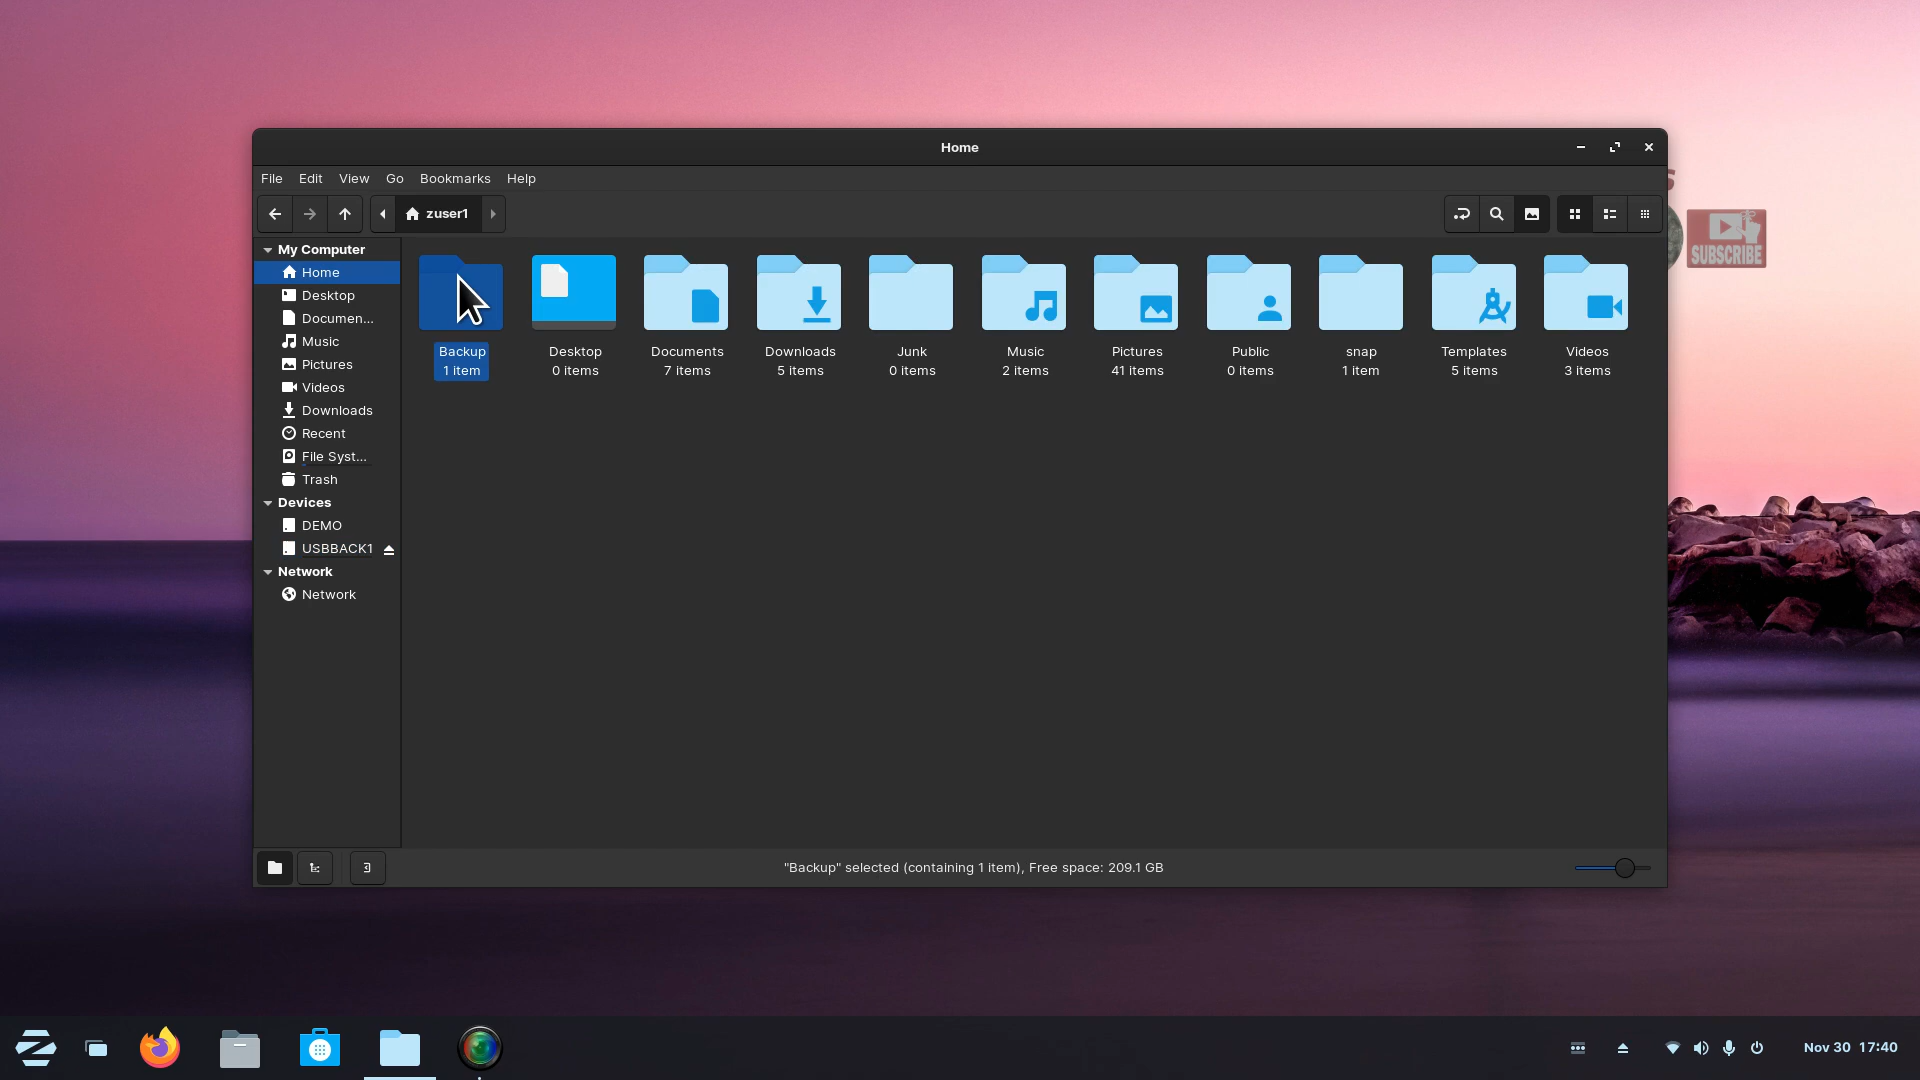 Home
File Edit View Go Bookmarks Help
zuser1
My Computer
Home
Desktop
Documen...
Music
Pictures
Videos
Downloads
Recent
File Syst...
Trash
Devices
DEMO
USBBACK1
Network
Network
Backup
1 item
Desktop
0 items
Documents
7 items
Downloads
5 items
Junk
0 items
Music
2 items
Pictures
41 items
Public
0 items
snap
1 item
Templates
5 items
Videos
3 items
SUBSCRIBE
"Backup" selected (containing 1 item), Free space: 209.1 GB
Nov 30 17:40